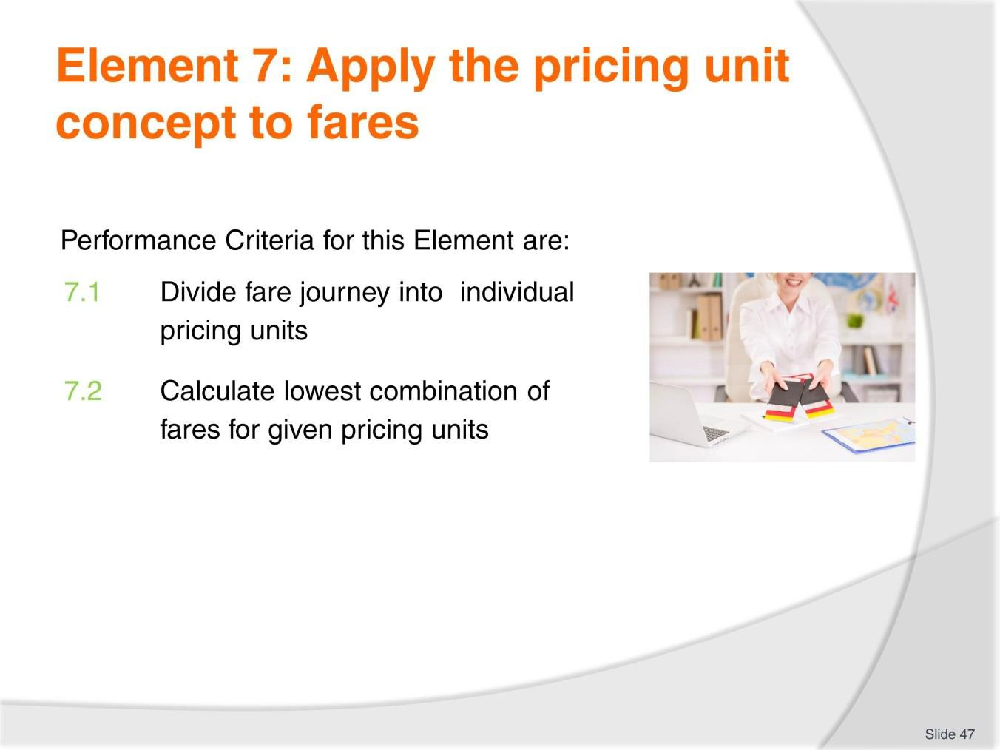 Element 7: Apply the pricing unit
concept to fares
Performance Criteria for this Element are:
7.1 Divide fare journey into  individual
pricing units
7.2 Calculate lowest combination of
fares for given pricing units
Slide 47